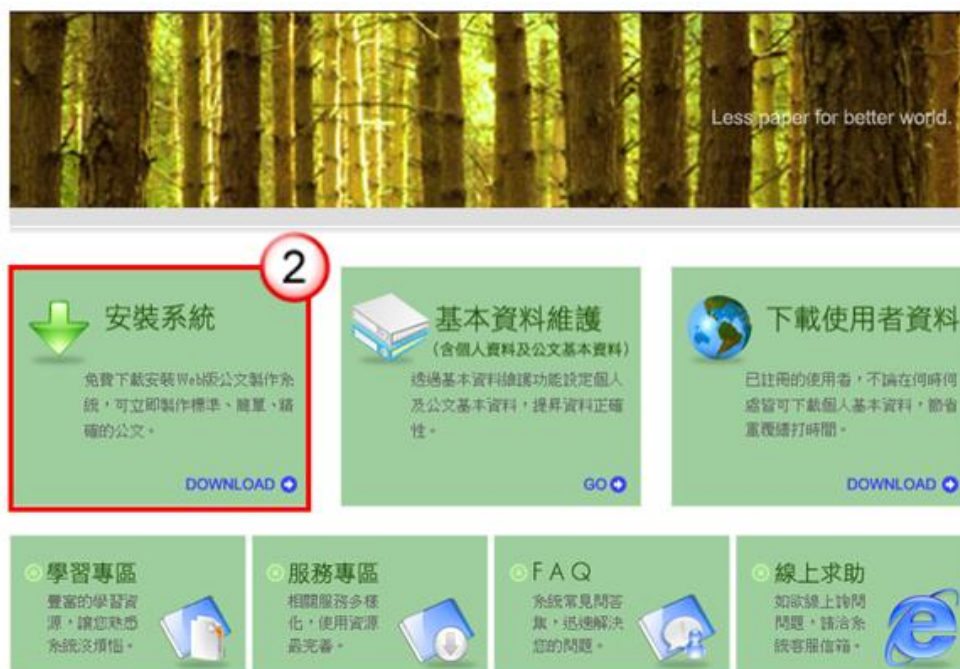 Less paper for better world.
2
安裝系統
免費下載安裝Web版公文製作系
統，可立即製作標準、簡單、精
確的公文。
DOWNLOAD
基本資料維護
(含個人資料及公文基本資料)
透過基本資料維護功能設定個人
及公文基本資料，提昇資料正確
性。
GO
下載使用者資料
已註冊的使用者，不論在何時何
處皆可下載個人基本資料，節省
重覆繕打時間。
DOWNLOAD
學習專區
豐富的學習資
源，讓您熟悉
系統沒煩惱。
服務專區
相關服務多樣
化，使用資源
最完善。
FAQ
系統常見問答
集，迅速解決
您的問題。
線上求助
如欲線上詢問
問題，請洽系
統客服信箱。